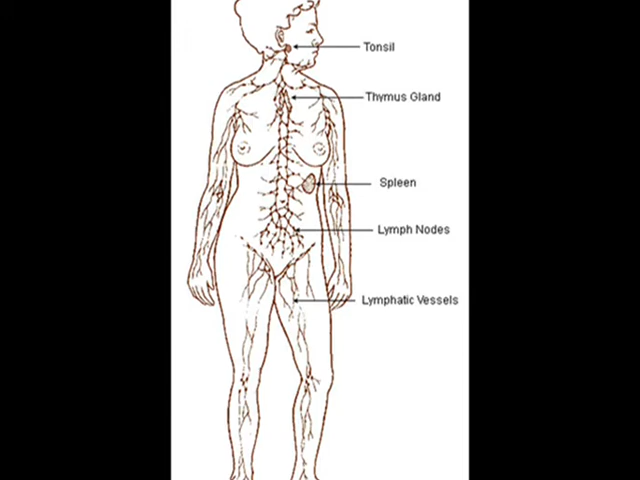 Tonsil
Thymus Gland
Spleen
Lymph Nodes
Lymphatic Vessels